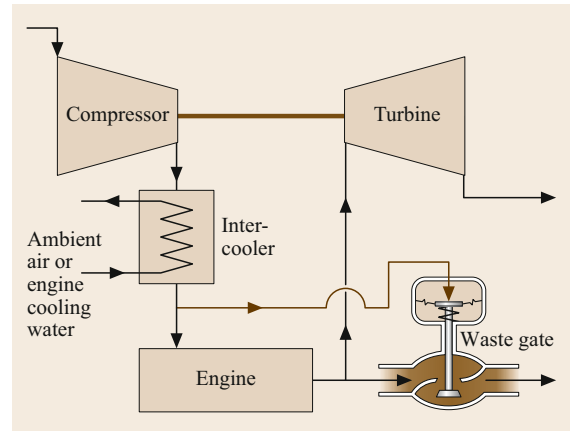 Compressor
Turbine
Inter-
cooler
Ambient
air or
engine
cooling
water
Waste gate
Engine